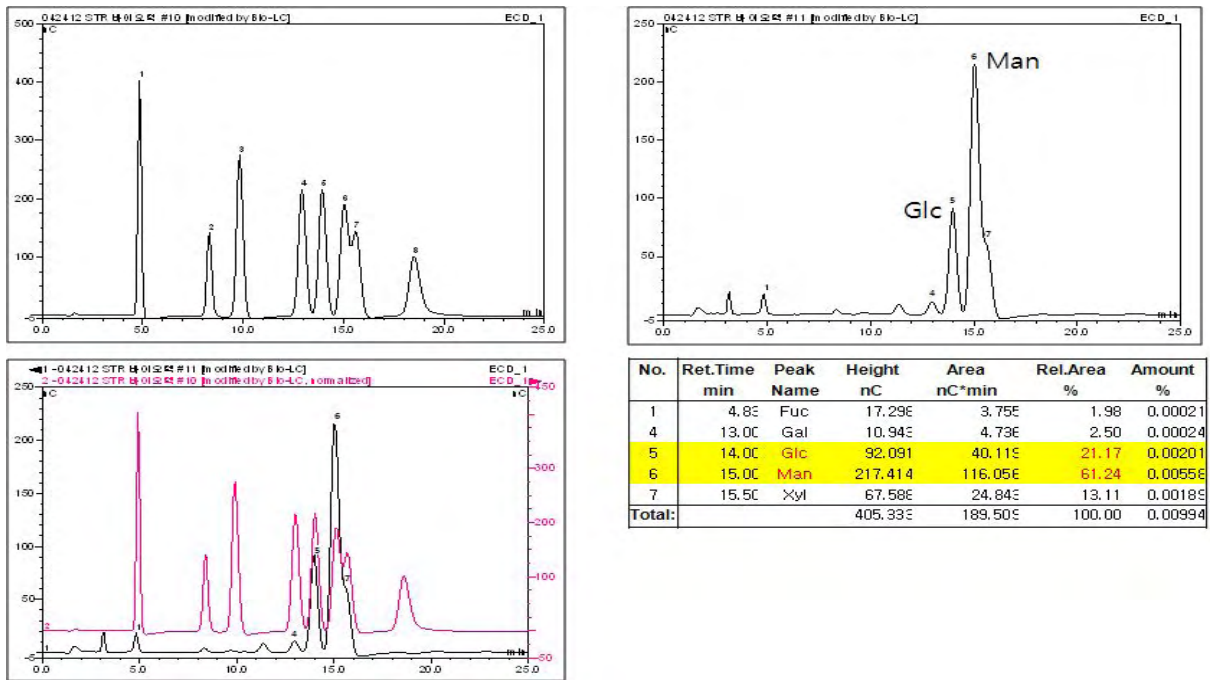 042412 STR 바이오텍 #10 [modified by Bio-LC] ECD_1
nC
500
400
300
200
100
-5
1
2
3
4
5
6
7
8
min
0.0 5.0 10.0 15.0 20.0 25.0
042412 STR 바이오텍 #11 [modified by Bio-LC] ECD_1
nC
250
200
150
100
50
-5
1
4
Glc
5
6
Man
7
min
0.0 5.0 10.0 15.0 20.0 25.0
1 - 042412 STR 바이오텍 #11 [modified by Bio-LC] ECD_1
2 - 042412 STR 바이오텍 #10 [modified by Bio-LC, normalized] ECD_1
nC nC
250 450
200
150
100
50
-5
300
200
100
-50
2
1
1
4
5
6
7
min
0.0 5.0 10.0 15.0 20.0 25.0
No. Ret.Time Peak Height Area Rel.Area Amount
min Name nC nC*min % %
1 4.83 Fuc 17.298 3.755 1.98 0.00021
4 13.00 Gal 10.943 4.736 2.50 0.00024
5 14.00 Glc 92.091 40.119 21.17 0.00201
6 15.00 Man 217.414 116.056 61.24 0.00558
7 15.50 Xyl 67.588 24.843 13.11 0.00189
Total: 405.333 189.509 100.00 0.00994